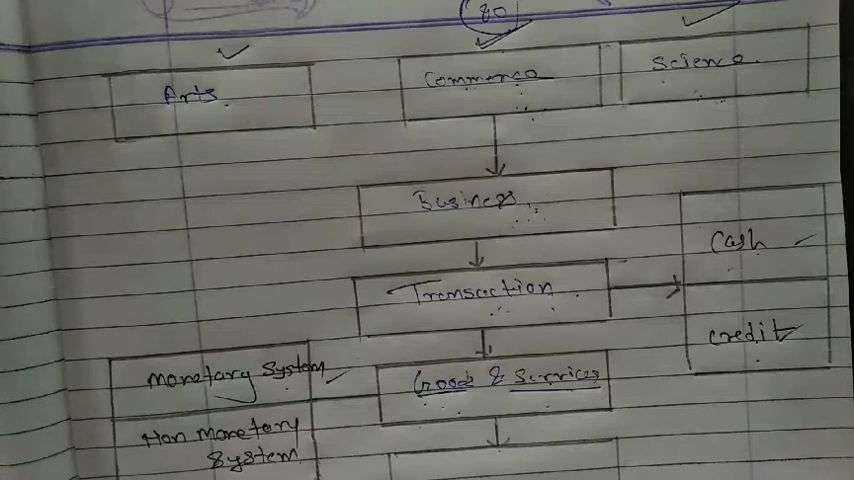 80
Arts
Commerce
Science
Business
Cash
Transaction
credit
Monetary System
Goods & Services
Non monetary
System